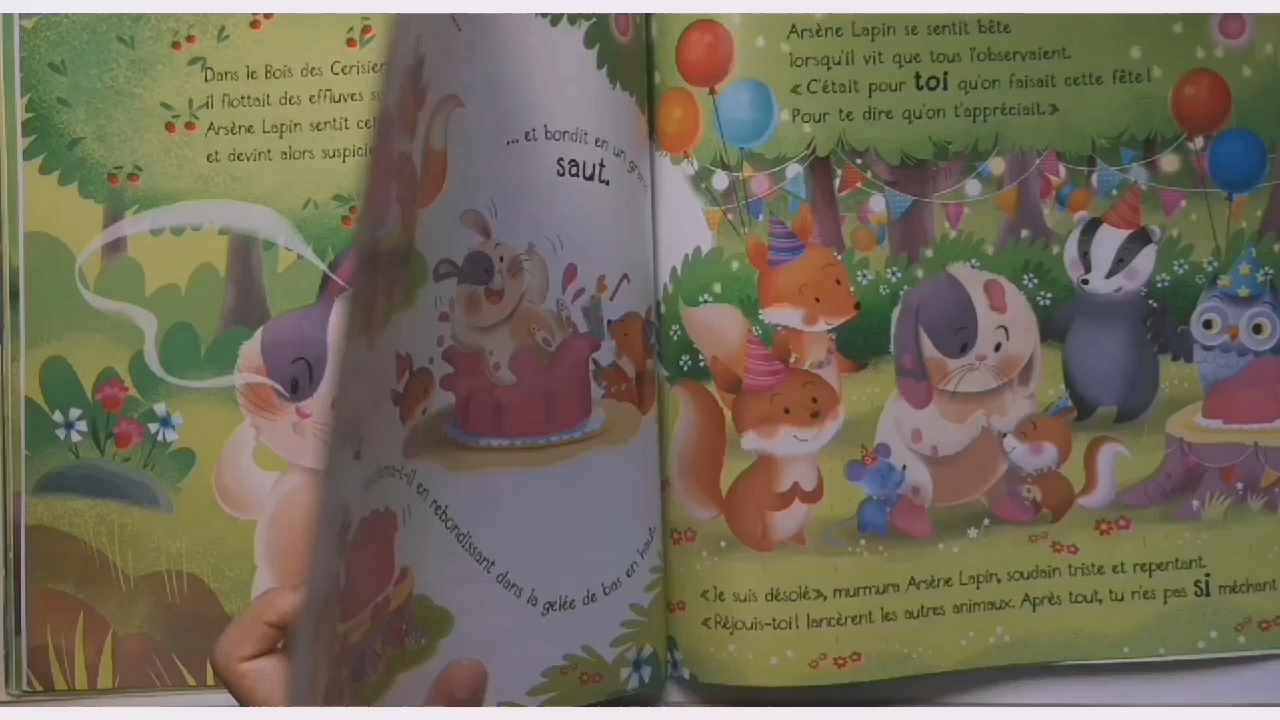 Dans le Bois des Cerisier
il flottait des effluves
Arsène Lapin sentit
et devint alors
... et bondit en un
saut.
en rebondissant dans la gelée de bas en haut
Arsène Lapin se sentit bête
lorsqu'il vit que tous l'observaient.
« C'était pour toi qu'on faisait cette fête !
Pour te dire qu'on t'appréciait. »
« Je suis désolé », murmura Arsène Lapin, soudain triste et repentant.
« Réjouis-toi ! lancèrent les autres animaux. Après tout, tu n'es pas si méchant